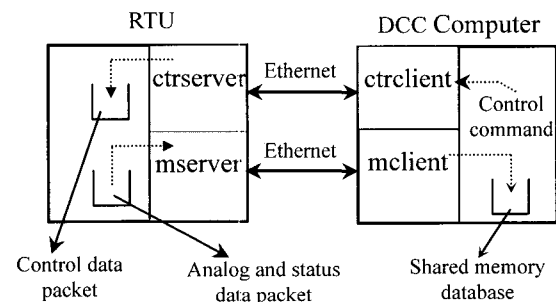 RTU
DCC Computer
ctrserver
Ethernet
ctrclient
Control
command
mserver
Ethernet
mclient
Control data
packet
Analog and status
data packet
Shared memory
database